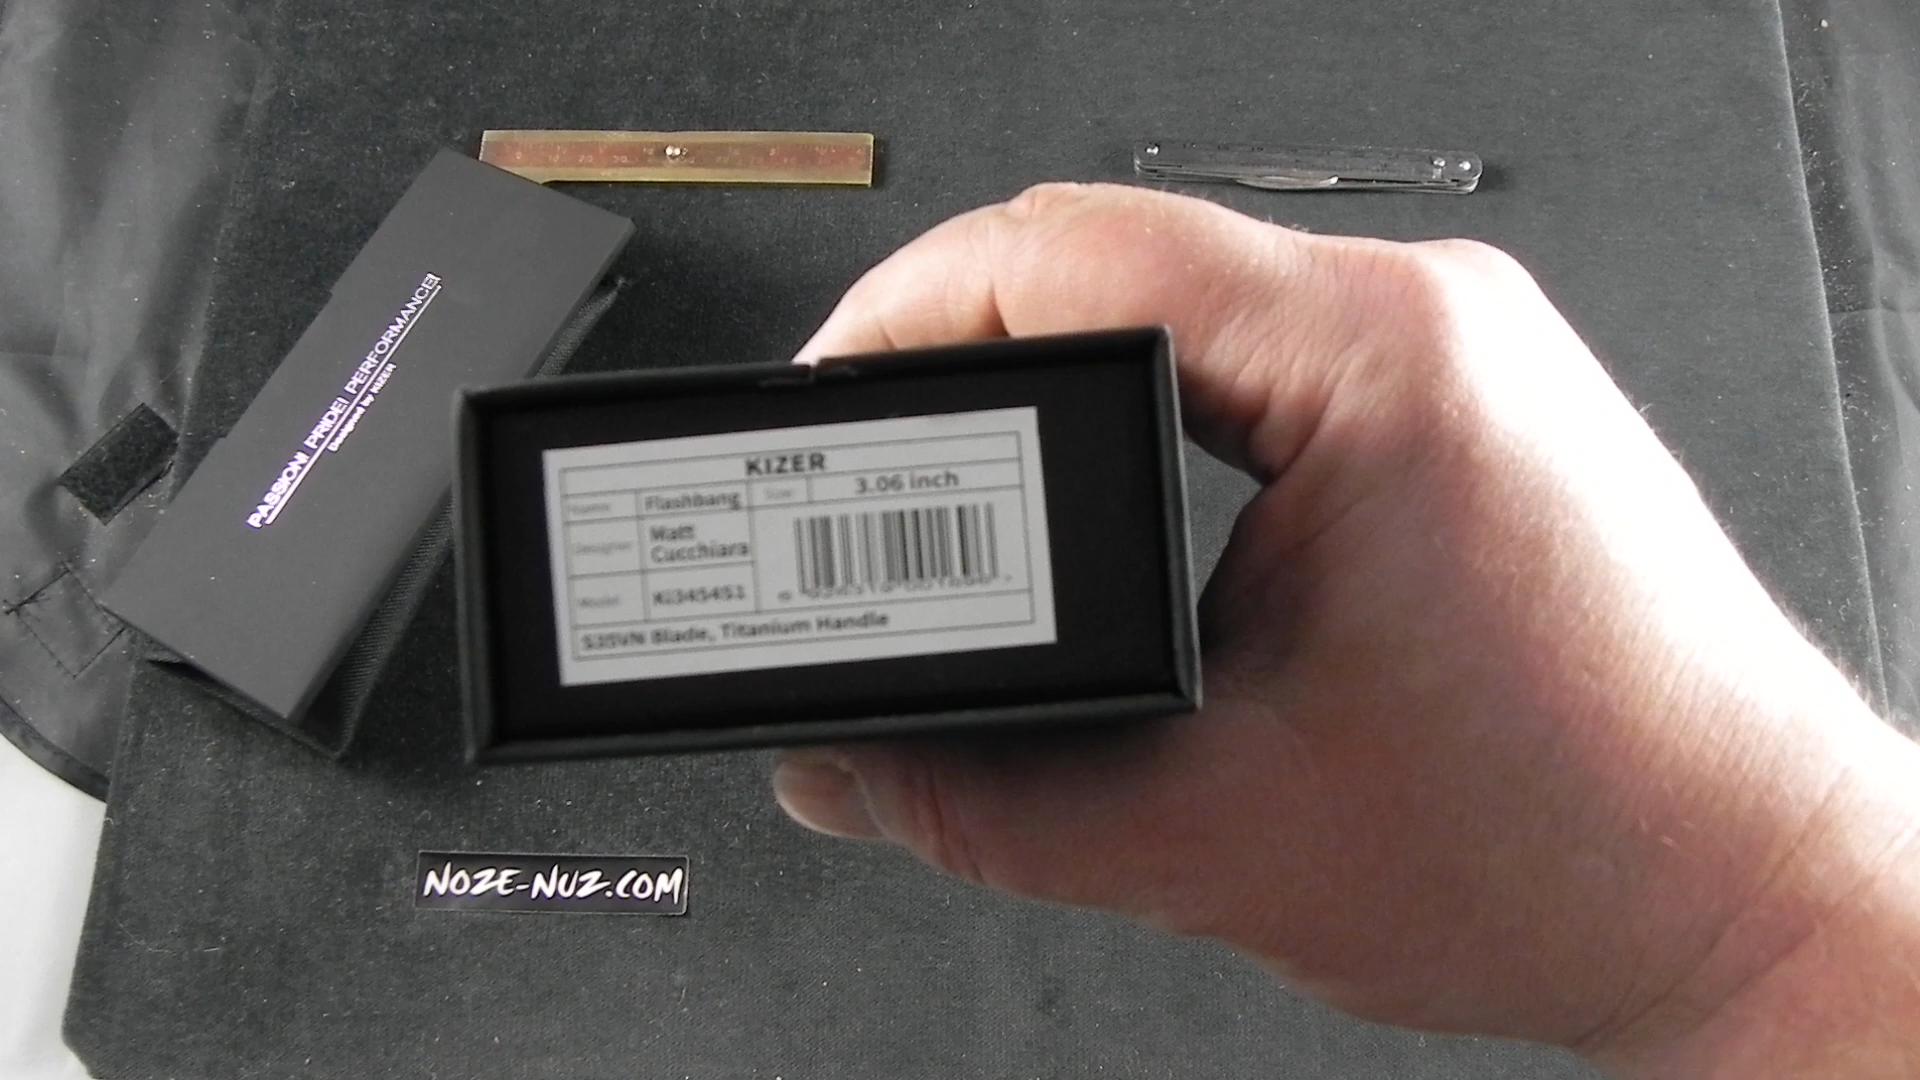 PASSION! PRIDE! PERFORMANCE!
Designed by KIZER
KIZER
Name Flashbang Size 3.06 inch
Designer Matt Cucchiara
Model Ki3454S1
S35VN Blade, Titanium Handle
NOZE-NUZ.COM